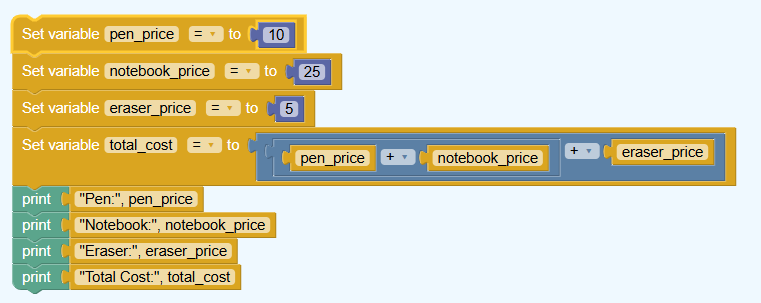 Set variable pen_price = to 10
Set variable notebook_price = to 25
Set variable eraser_price = to 5
Set variable total_cost = to pen_price + notebook_price + eraser_price
print "Pen:", pen_price
print "Notebook:", notebook_price
print "Eraser:", eraser_price
print "Total Cost:", total_cost